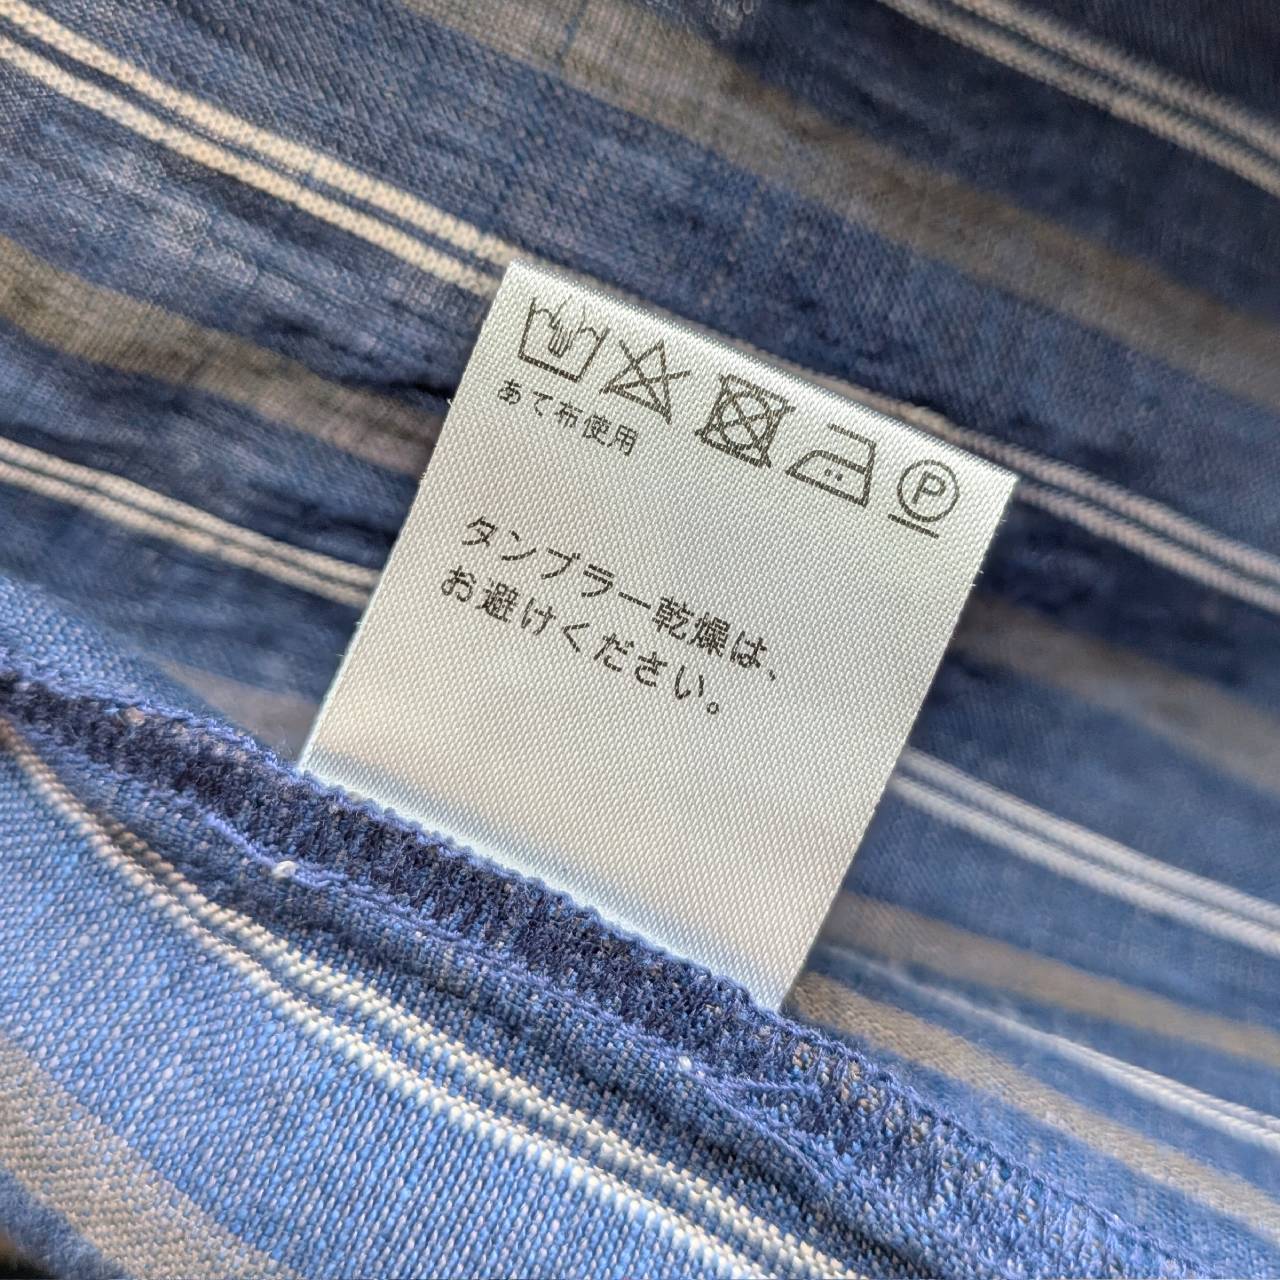 P
あて布使用
タンブラー乾燥は、
お避けください。